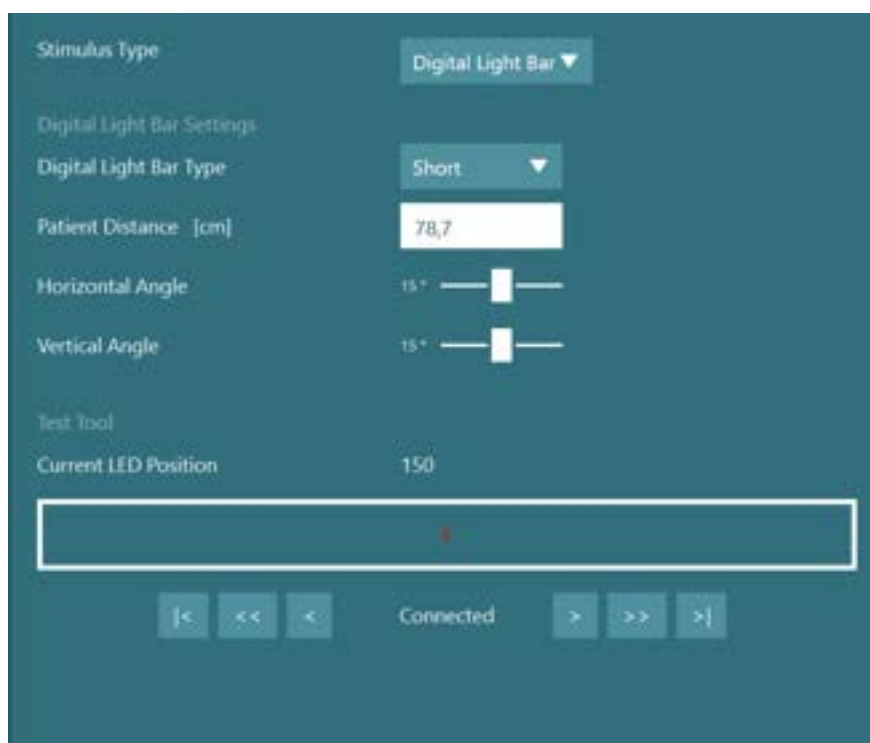 Stimulus Type
Digital Light Bar ▼
Digital Light Bar Settings
Digital Light Bar Type
Short ▼
Patient Distance [cm]
78,7
Horizontal Angle
15 °
Vertical Angle
15 °
Test Tool
Current LED Position
150
|< << < Connected > >> >|